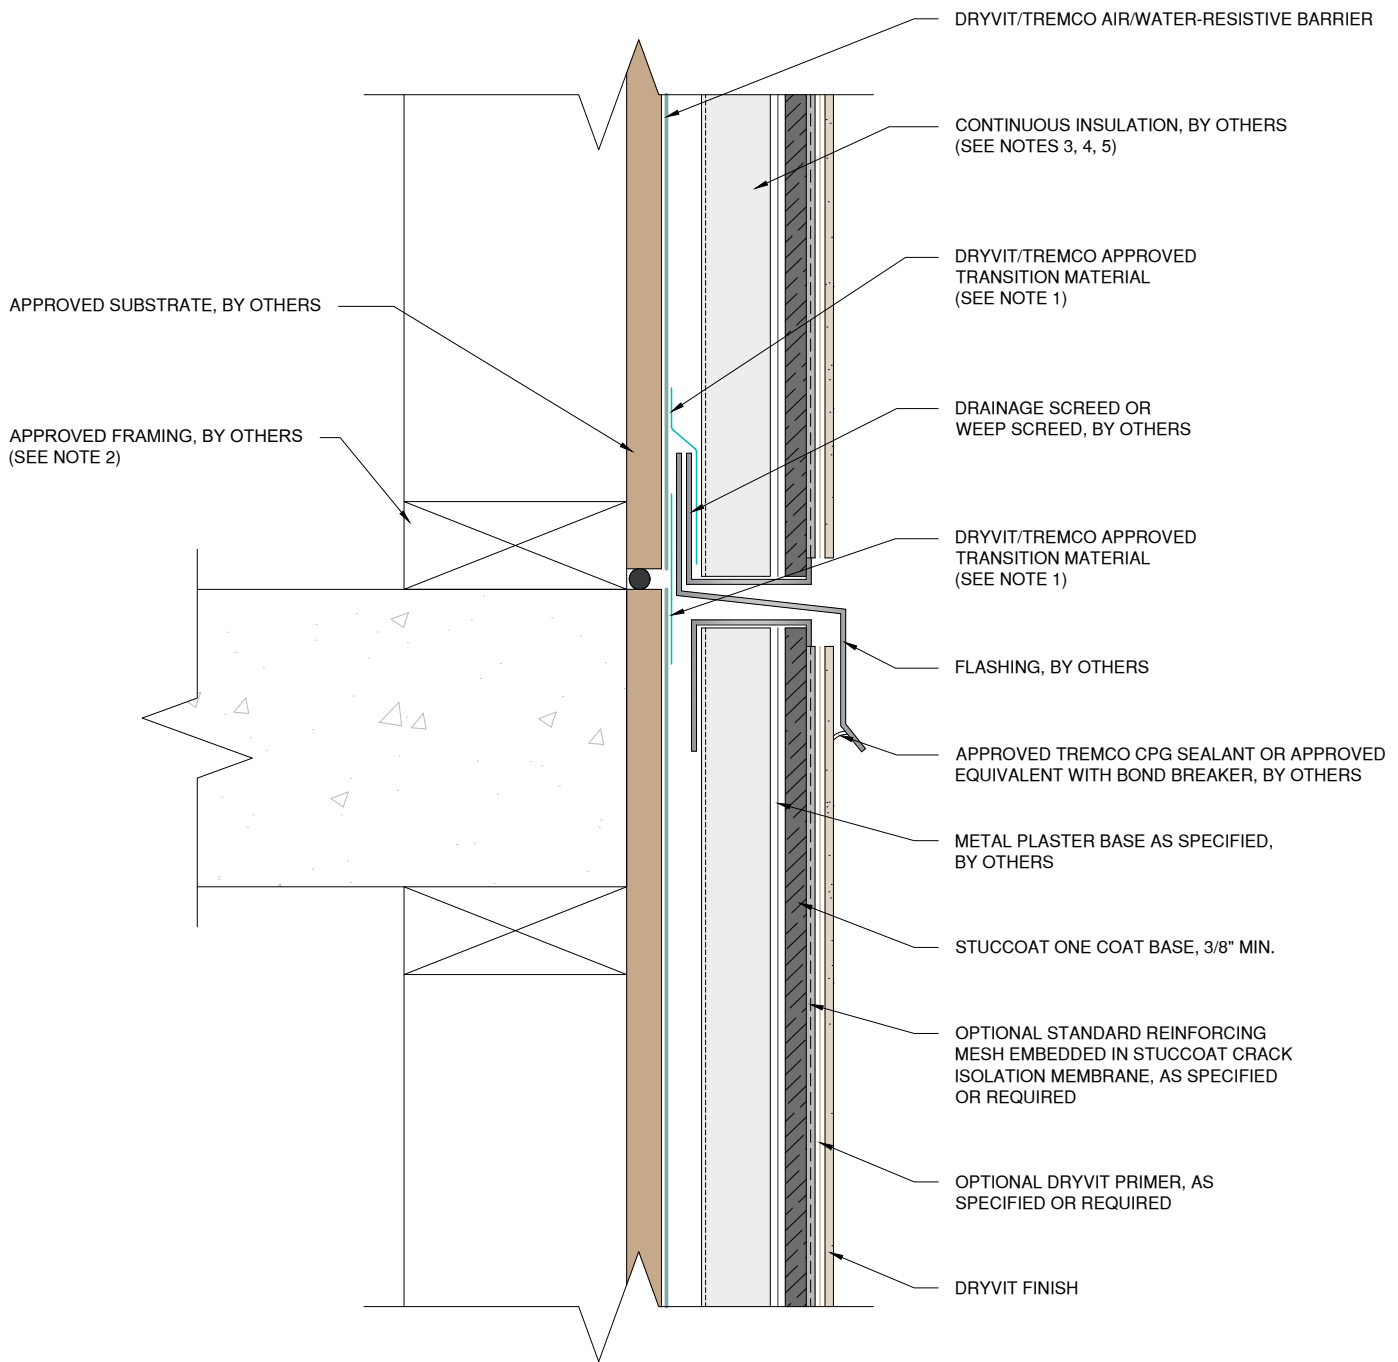 DRYVIT/TREMCO AIR/WATER-RESISTIVE BARRIER
CONTINUOUS INSULATION, BY OTHERS
(SEE NOTES 3, 4, 5)
DRYVIT/TREMCO APPROVED
TRANSITION MATERIAL
(SEE NOTE 1)
APPROVED SUBSTRATE, BY OTHERS
DRAINAGE SCREED OR
WEEP SCREED, BY OTHERS
APPROVED FRAMING, BY OTHERS
(SEE NOTE 2)
DRYVIT/TREMCO APPROVED
TRANSITION MATERIAL
(SEE NOTE 1)
FLASHING, BY OTHERS
APPROVED TREMCO CPG SEALANT OR APPROVED
EQUIVALENT WITH BOND BREAKER, BY OTHERS
METAL PLASTER BASE AS SPECIFIED,
BY OTHERS
STUCCOAT ONE COAT BASE, 3/8" MIN.
OPTIONAL STANDARD REINFORCING
MESH EMBEDDED IN STUCCOAT CRACK
ISOLATION MEMBRANE, AS SPECIFIED
OR REQUIRED
OPTIONAL DRYVIT PRIMER, AS
SPECIFIED OR REQUIRED
DRYVIT FINISH